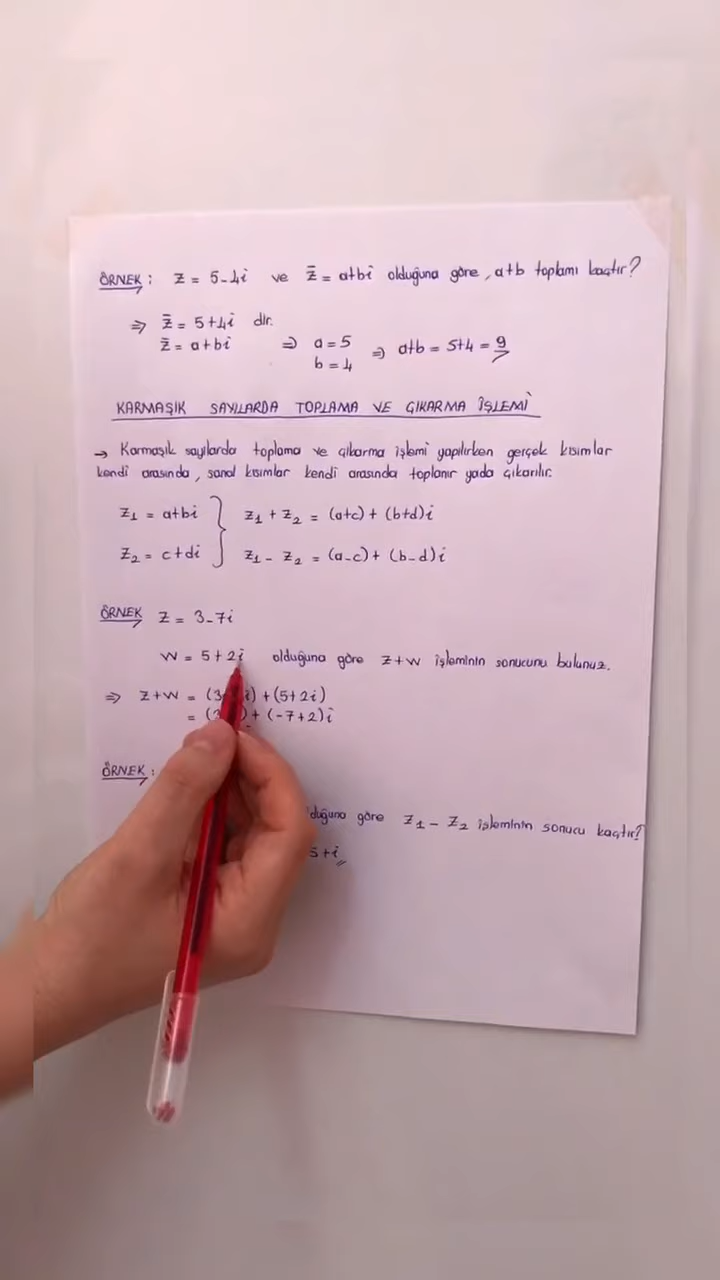 ÖRNEK : z = 5-4i ve z̄ = a+bi olduğuna göre, a+b toplamı kaçtır?
⇒ z̄ = 5+4i dir.
z̄ = a+bi ⇒ a = 5 ⇒ a+b = 5+4 = 9
b = 4
KARMAŞIK SAYILARDA TOPLAMA VE ÇIKARMA İŞLEMİ
→ Karmaşık sayılarda toplama ve çıkarma işlemi yapılırken gerçek kısımlar
kendi arasında, sanal kısımlar kendi arasında toplanır yada çıkarılır.
z₁ = a+bi } z₁ + z₂ = (a+c) + (b+d)i
z₂ = c+di z₁ - z₂ = (a-c) + (b-d)i
ÖRNEK z = 3-7i
w = 5+2i olduğuna göre z+w işleminin sonucunu bulunuz.
⇒ z+w = (3 i) + (5+2i)
= (3 ) + (-7+2)i
ÖRNEK :
göre z₁ - z₂ işleminin sonucu kaçtır?
5+i